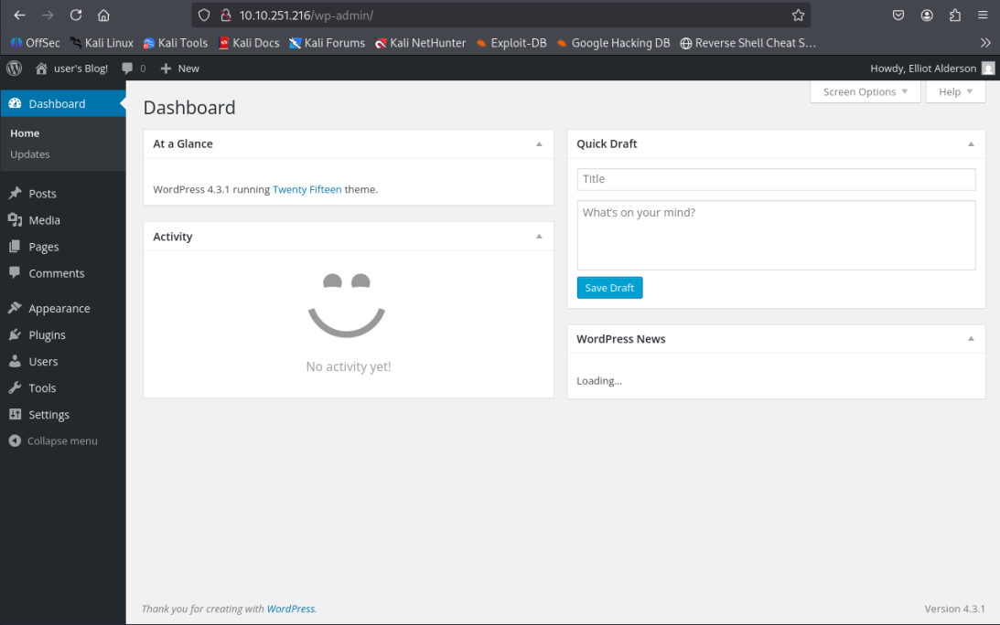 10.10.251.216/wp-admin/
OffSec Kali Linux Kali Tools Kali Docs Kali Forums Kali NetHunter Exploit-DB Google Hacking DB Reverse Shell Cheat S...
user's Blog! 0 New Howdy, Elliot Alderson
Screen Options Help
Dashboard
Home
Updates
Posts
Media
Pages
Comments
Appearance
Plugins
Users
Tools
Settings
Collapse menu
Dashboard
At a Glance
WordPress 4.3.1 running Twenty Fifteen theme.
Activity
No activity yet!
Quick Draft
Title
What's on your mind?
Save Draft
WordPress News
Loading...
Thank you for creating with WordPress.
Version 4.3.1